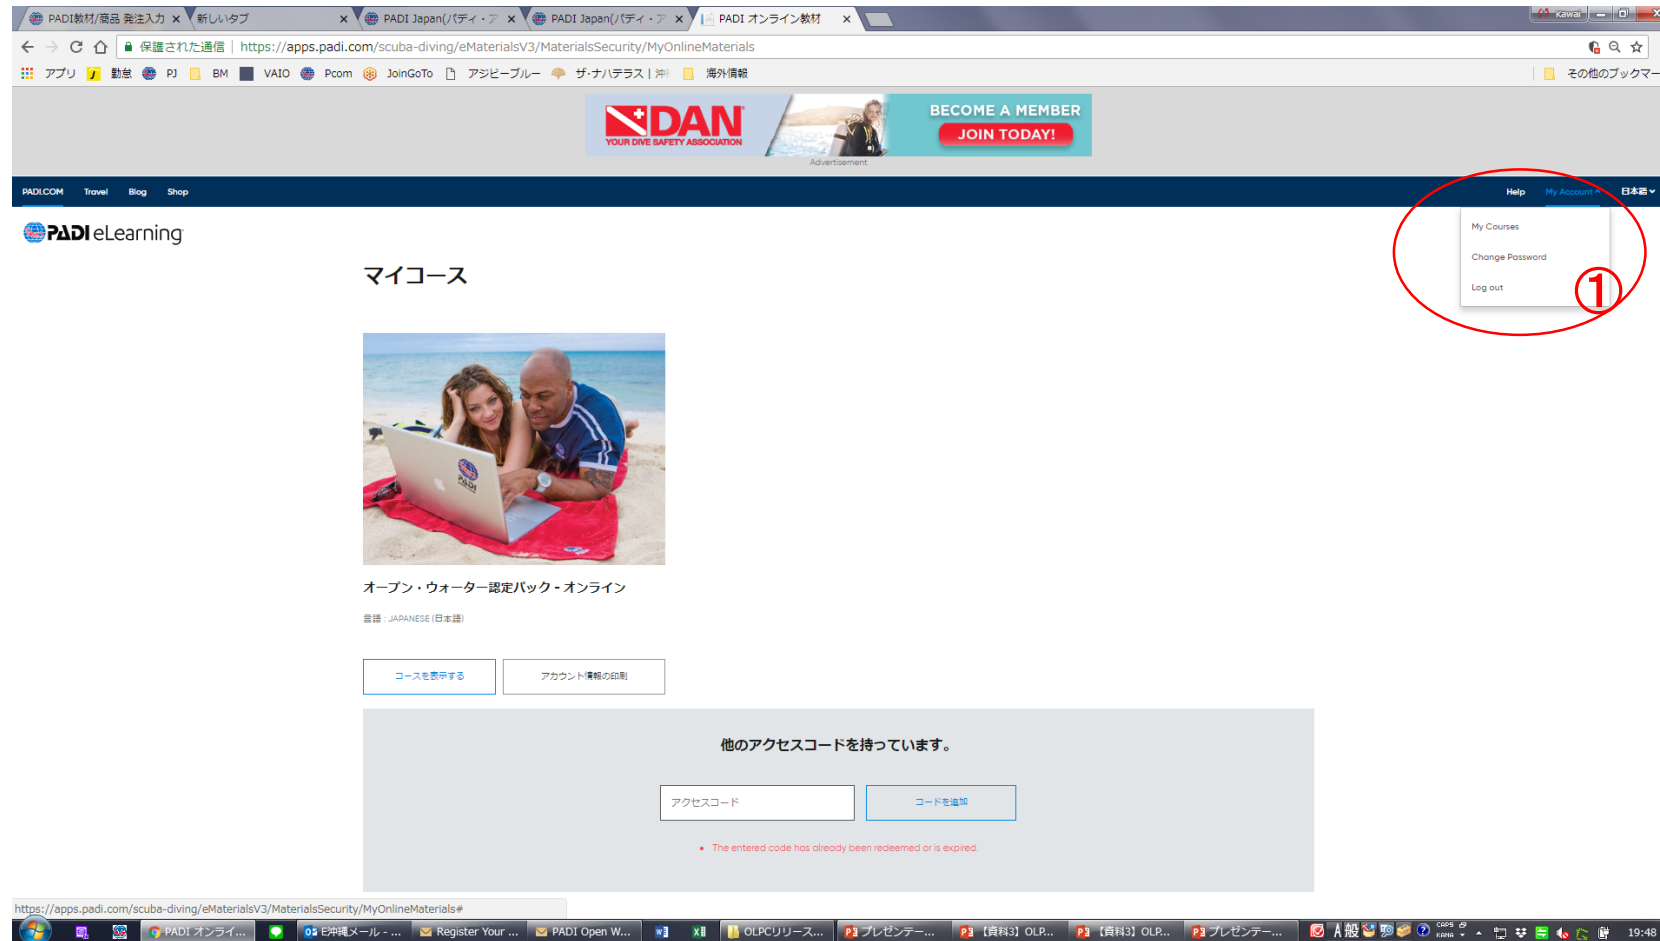 PADI教材/商品 発注入力
新しいタブ
PADI Japan(パディ・ア
PADI Japan(パディ・ア
PADI オンライン教材
Kawai
保護された通信 | https://apps.padi.com/scuba-diving/eMaterialsV3/MaterialsSecurity/MyOnlineMaterials
アプリ 勤怠 PJ BM VAIO Pcom JoinGoTo アジビーブルー ザ・ナハテラス | 沖 海外情報 その他のブックマー
DAN
YOUR DIVE SAFETY ASSOCIATION
BECOME A MEMBER
JOIN TODAY!
Advertisement
PADI.COM Travel Blog Shop Help My Account 日本語
PADI eLearning
My Courses
Change Password
Log out
①
マイコース
PADI
オープン・ウォーター認定パック - オンライン
言語 : JAPANESE (日本語)
コースを表示する
アカウント情報の印刷
他のアクセスコードを持っています。
アクセスコード
コードを追加
The entered code has already been redeemed or is expired.
https://apps.padi.com/scuba-diving/eMaterialsV3/MaterialsSecurity/MyOnlineMaterials#
PADI オンライ... E沖縄メール - ... Register Your ... PADI Open W... OLPCリリース... プレゼンテー... 【資料3】OLP... 【資料3】OLP... プレゼンテー... A 般 CAPS KANA 19:48